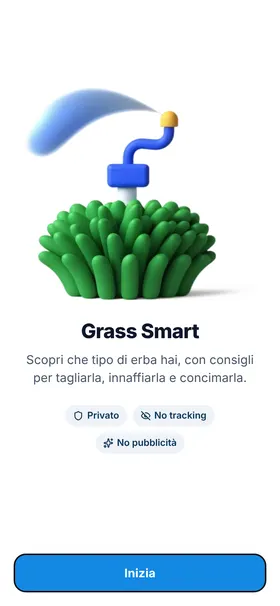 Grass Smart
Scopri che tipo di erba hai, con consigli
per tagliarla, innaffiarla e concimarla.
Privato
No tracking
No pubblicità
Inizia